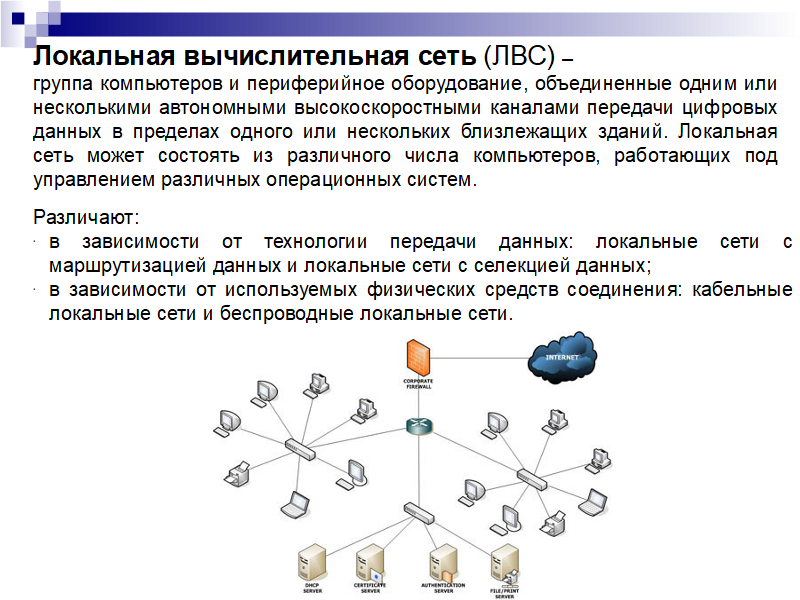 Локальная вычислительная сеть (ЛВС) –
группа компьютеров и периферийное оборудование, объединенные одним или
несколькими автономными высокоскоростными каналами передачи цифровых
данных в пределах одного или нескольких близлежащих зданий. Локальная
сеть может состоять из различного числа компьютеров, работающих под
управлением различных операционных систем.
Различают:
· в зависимости от технологии передачи данных: локальные сети с
маршрутизацией данных и локальные сети с селекцией данных;
· в зависимости от используемых физических средств соединения: кабельные
локальные сети и беспроводные локальные сети.
INTERNET
CORPORATE
FIREWALL
DHCP
SERVER
CERTIFICATE
SERVER
AUTHENTICATION
SERVER
FILE/PRINT
SERVER